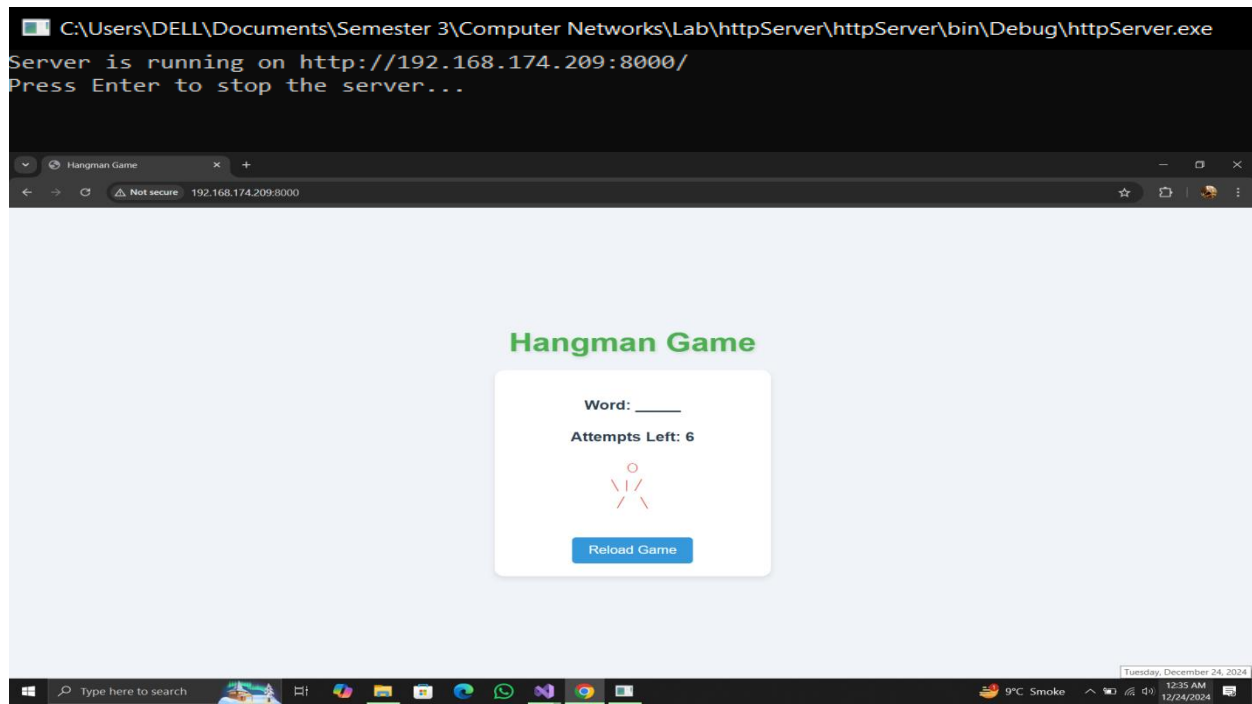 C:\Users\DELL\Documents\Semester 3\Computer Networks\Lab\httpServer\httpServer\bin\Debug\httpServer.exe
Server is running on http://192.168.174.209:8000/
Press Enter to stop the server...
Hangman Game
Not secure 192.168.174.209:8000
Hangman Game
Word: _____
Attempts Left: 6
O
\ | /
/ \
Reload Game
Tuesday, December 24, 2024
Type here to search 9°C Smoke 12:35 AM
12/24/2024